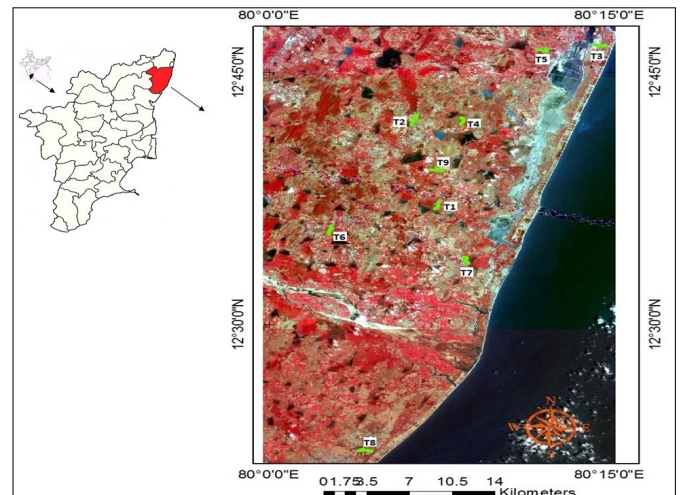 80°0'0"E 80°15'0"E
12°45'0"N 12°45'0"N
T5 T3
T2 T4
T9
T1
T6
T7
12°30'0"N 12°30'0"N
N
W E
S
T8
80°0'0"E 80°15'0"E
0 1.75 3.5 7 10.5 14
Kilometers